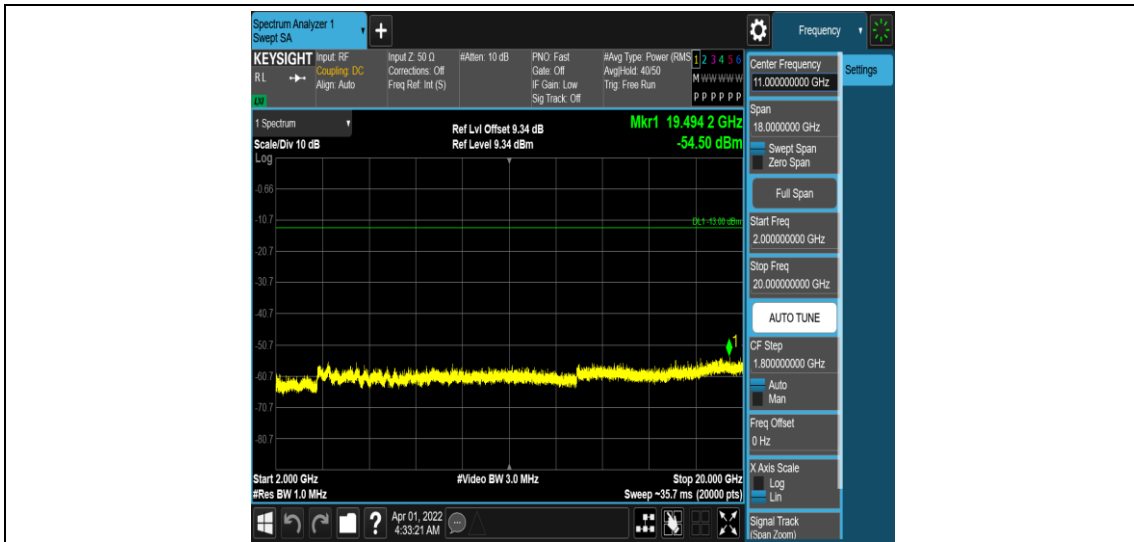 Spectrum Analyzer 1
Swept SA
+
Frequency
KEYSIGHT
RL
LXI
Input: RF
Coupling: DC
Align: Auto
Input Z: 50 Ω
Corrections: Off
Freq Ref: Int (S)
#Atten: 10 dB
PNO: Fast
Gate: Off
IF Gain: Low
Sig Track: Off
#Avg Type: Power (RMS
Avg|Hold: 40/50
Trig: Free Run
1 2 3 4 5 6
M W W W W W
P P P P P P
1 Spectrum
Scale/Div 10 dB
Log
Ref Lvl Offset 9.34 dB
Ref Level 9.34 dBm
Mkr1 19.494 2 GHz
-54.50 dBm
-0.66
-10.7
DL1 -13.00 dBm
-20.7
-30.7
-40.7
-50.7
1
-60.7
-70.7
-80.7
Start 2.000 GHz
#Res BW 1.0 MHz
#Video BW 3.0 MHz
Stop 20.000 GHz
Sweep ~35.7 ms (20000 pts)
?
Apr 01, 2022
4:33:21 AM
Center Frequency
11.000000000 GHz
Settings
Span
18.0000000 GHz
Swept Span
Zero Span
Full Span
Start Freq
2.000000000 GHz
Stop Freq
20.000000000 GHz
AUTO TUNE
CF Step
1.800000000 GHz
Auto
Man
Freq Offset
0 Hz
X Axis Scale
Log
Lin
Signal Track
(Span Zoom)